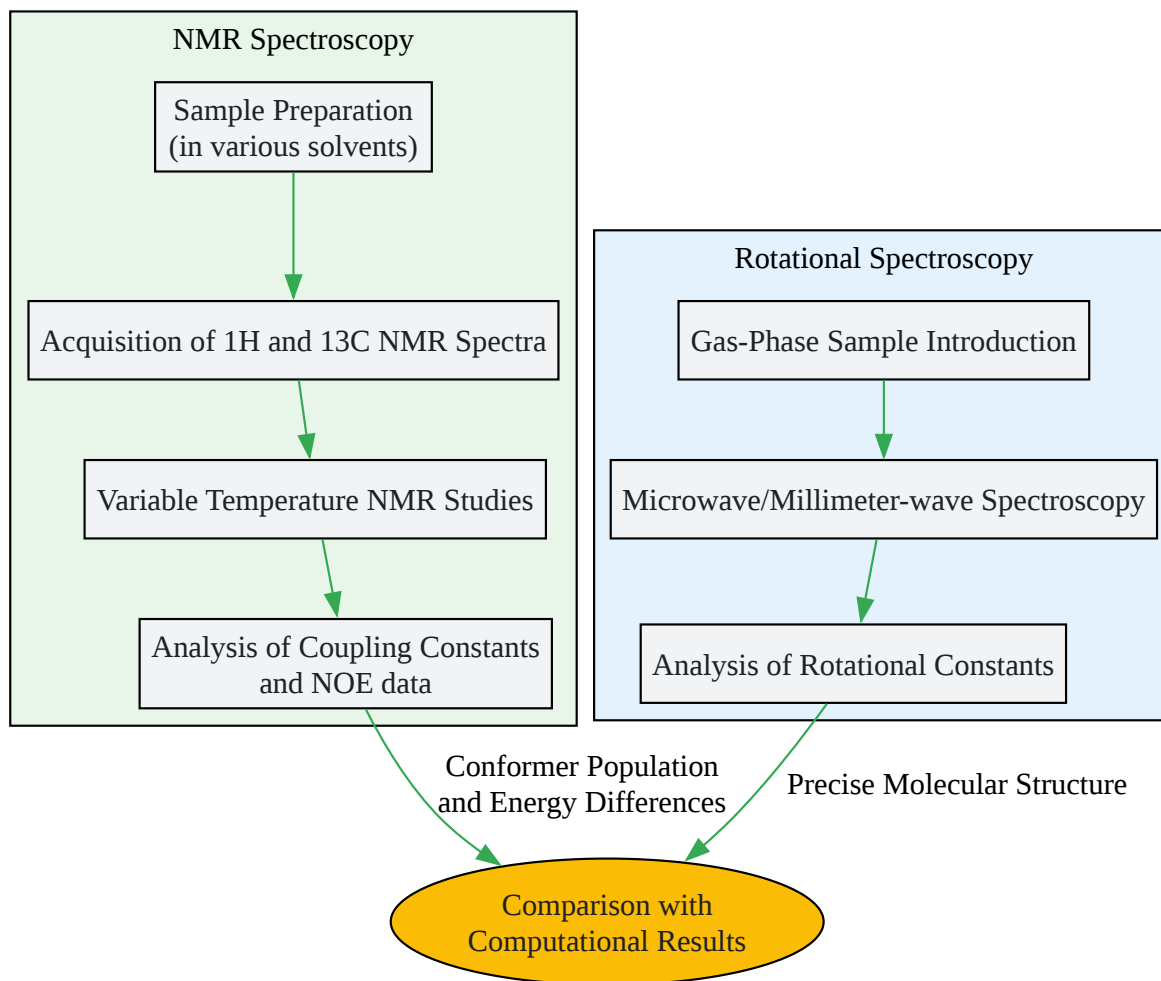 NMR Spectroscopy
Sample Preparation
(in various solvents)
Acquisition of 1H and 13C NMR Spectra
Variable Temperature NMR Studies
Analysis of Coupling Constants
and NOE data
Rotational Spectroscopy
Gas-Phase Sample Introduction
Microwave/Millimeter-wave Spectroscopy
Analysis of Rotational Constants
Conformer Population
and Energy Differences
Precise Molecular Structure
Comparison with
Computational Results